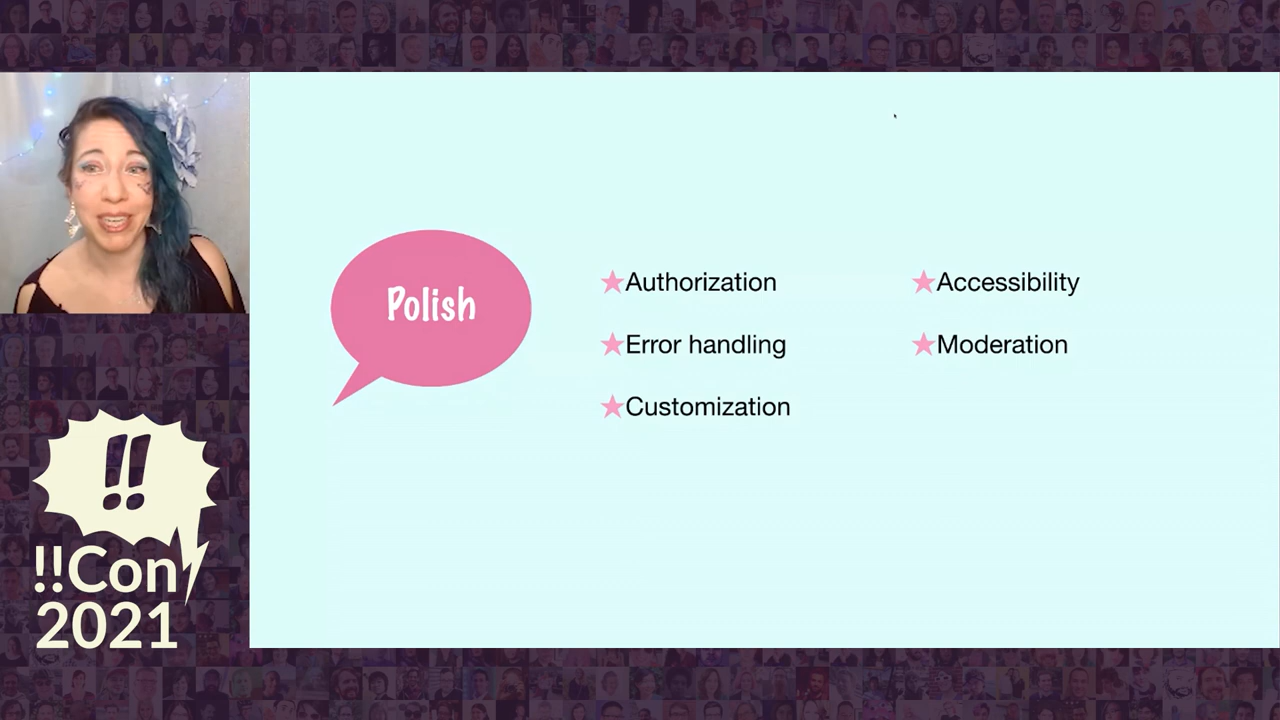 Polish
Authorization
Error handling
Customization
Accessibility
Moderation
!!
!!Con
2021